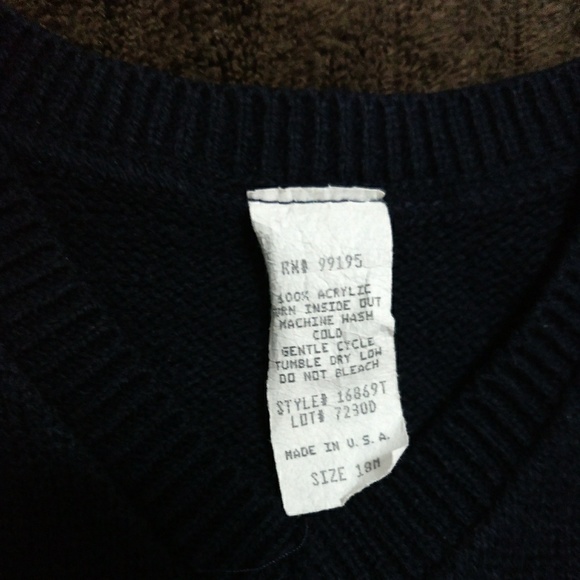 RN# 99195
100% ACRYLIC
INSIDE OUT
MACHINE WASH
COLD
GENTLE CYCLE
TUMBLE DRY LOW
DO NOT BLEACH
STYLE# 16869T
LOT# 7230D
MADE IN U.S.A.
SIZE 18M